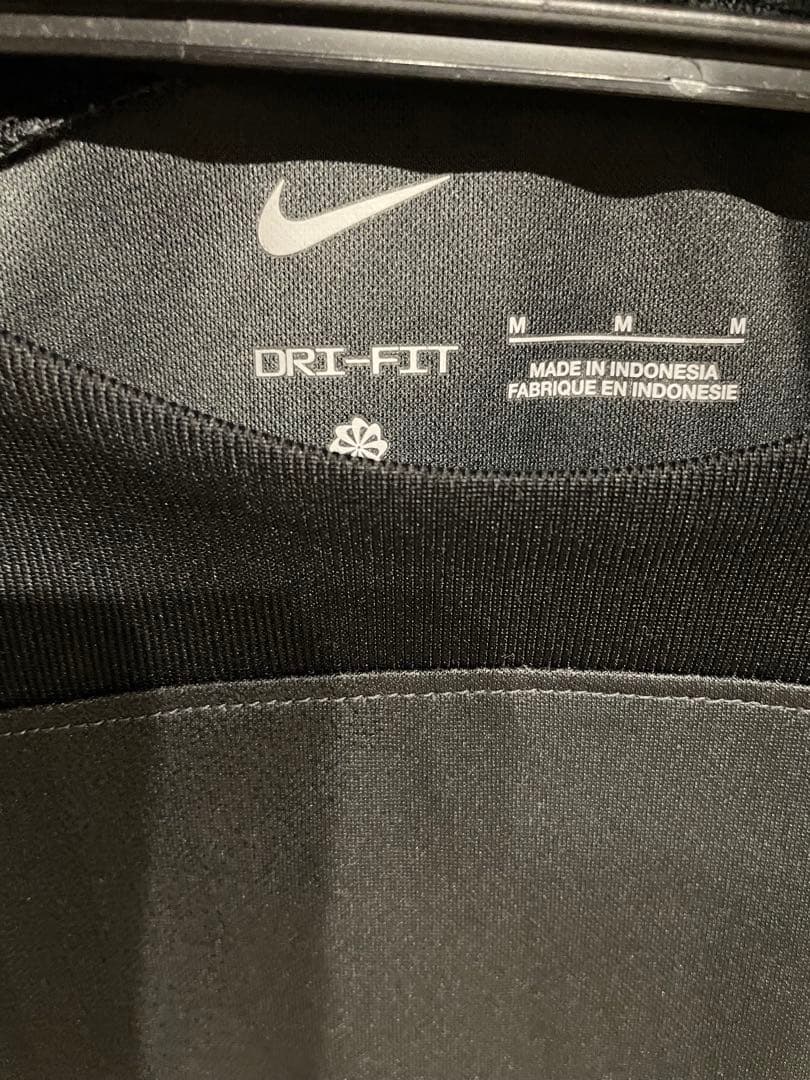 DRI-FIT
M M M
MADE IN INDONESIA
FABRIQUE EN INDONESIE